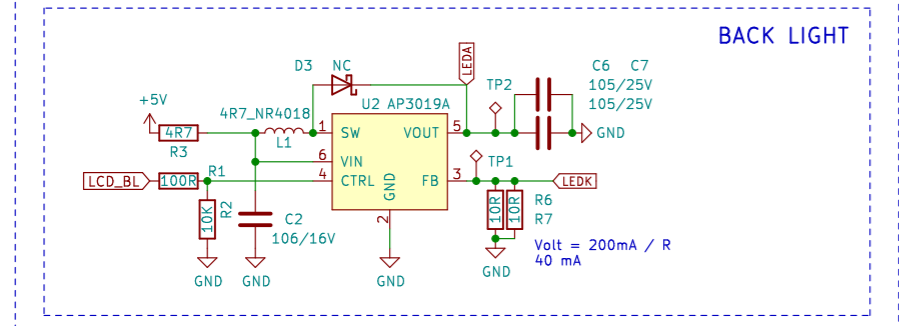 BACK LIGHT
D3 NC
LEDA
C6 C7
105/25V
105/25V
TP2
+5V
4R7_NR4018
U2 AP3019A
4R7
R3
L1
1
SW
VOUT
5
GND
6
VIN
TP1
LCD_BL
100R
R1
4
CTRL
GND
FB
3
LEDK
10K
R2
C2
106/16V
2
10R
10R
R6
R7
Volt = 200mA / R
40 mA
GND
GND
GND
GND